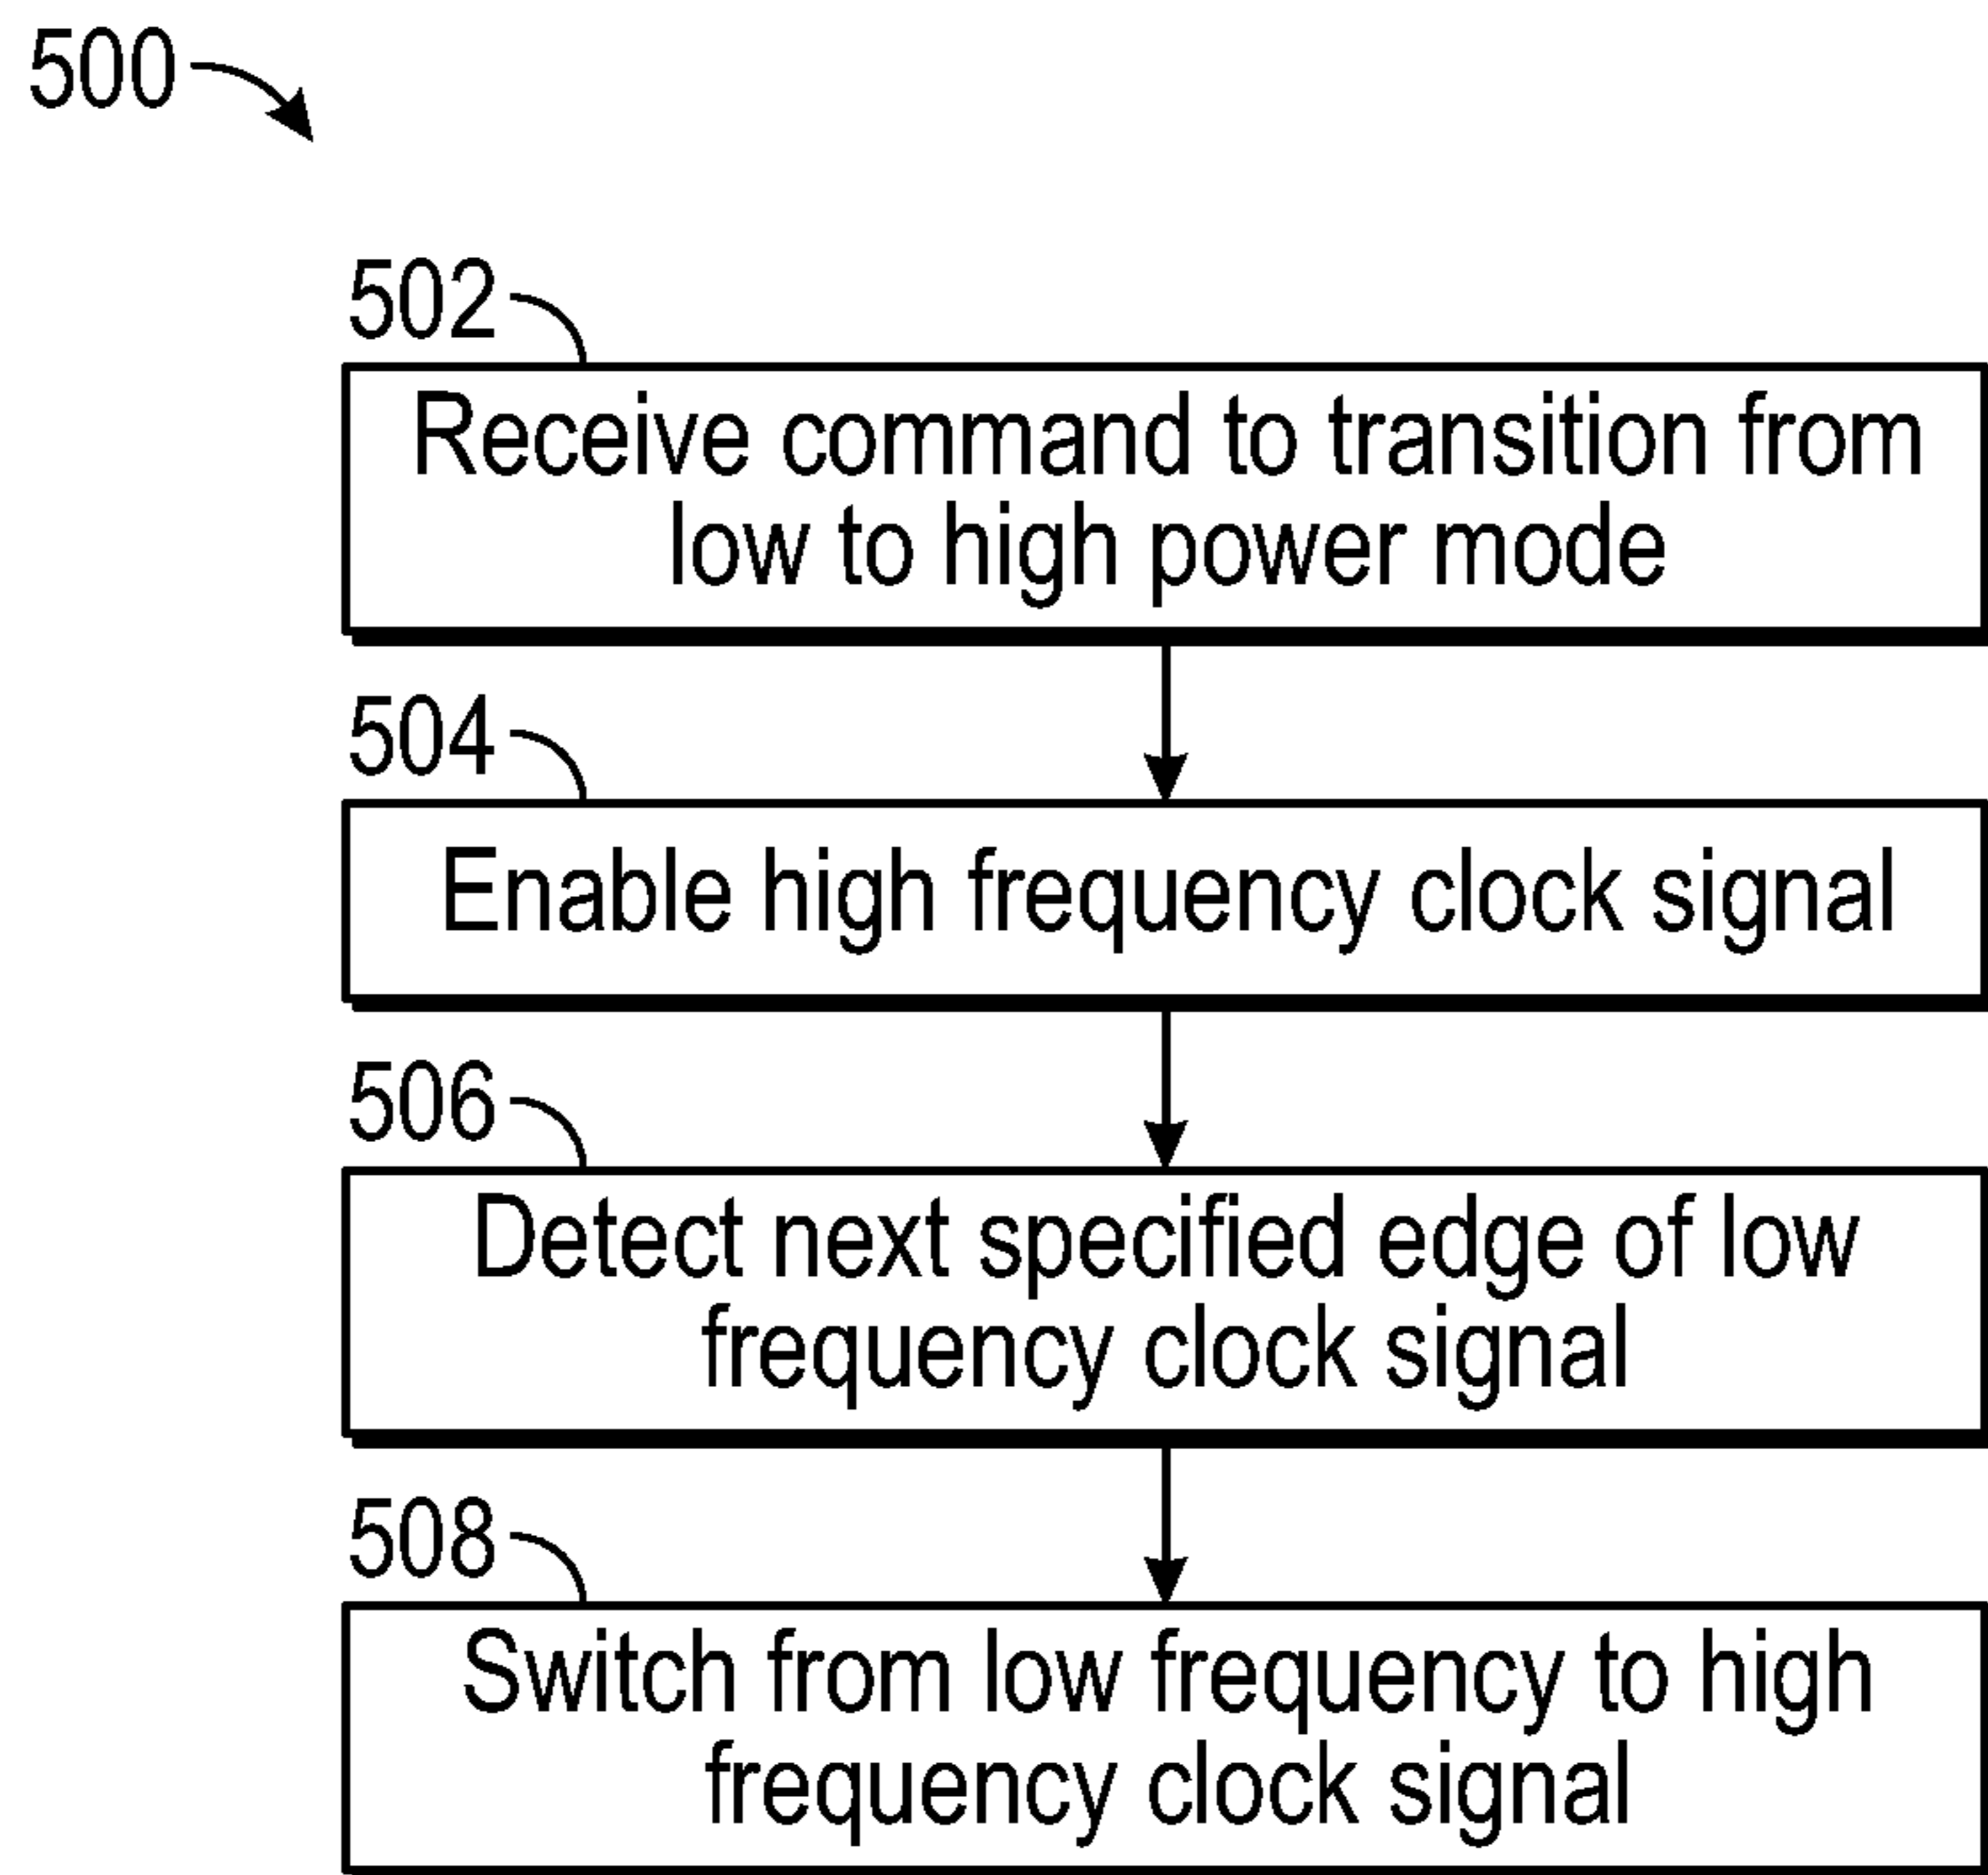 500
502
Receive command to transition from
low to high power mode
504
Enable high frequency clock signal
506
Detect next specified edge of low
frequency clock signal
508
Switch from low frequency to high
frequency clock signal